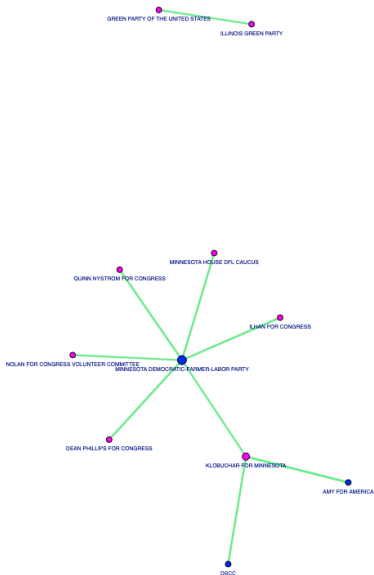 GREEN PARTY OF THE UNITED STATES
ILLINOIS GREEN PARTY
MINNESOTA HOUSE DFL CAUCUS
QUINN NYSTROM FOR CONGRESS
ILHAN FOR CONGRESS
NOLAN FOR CONGRESS VOLUNTEER COMMITTEE
MINNESOTA DEMOCRATIC-FARMER-LABOR PARTY
DEAN PHILLIPS FOR CONGRESS
KLOBUCHAR FOR MINNESOTA
AMY FOR AMERICA
DSCC